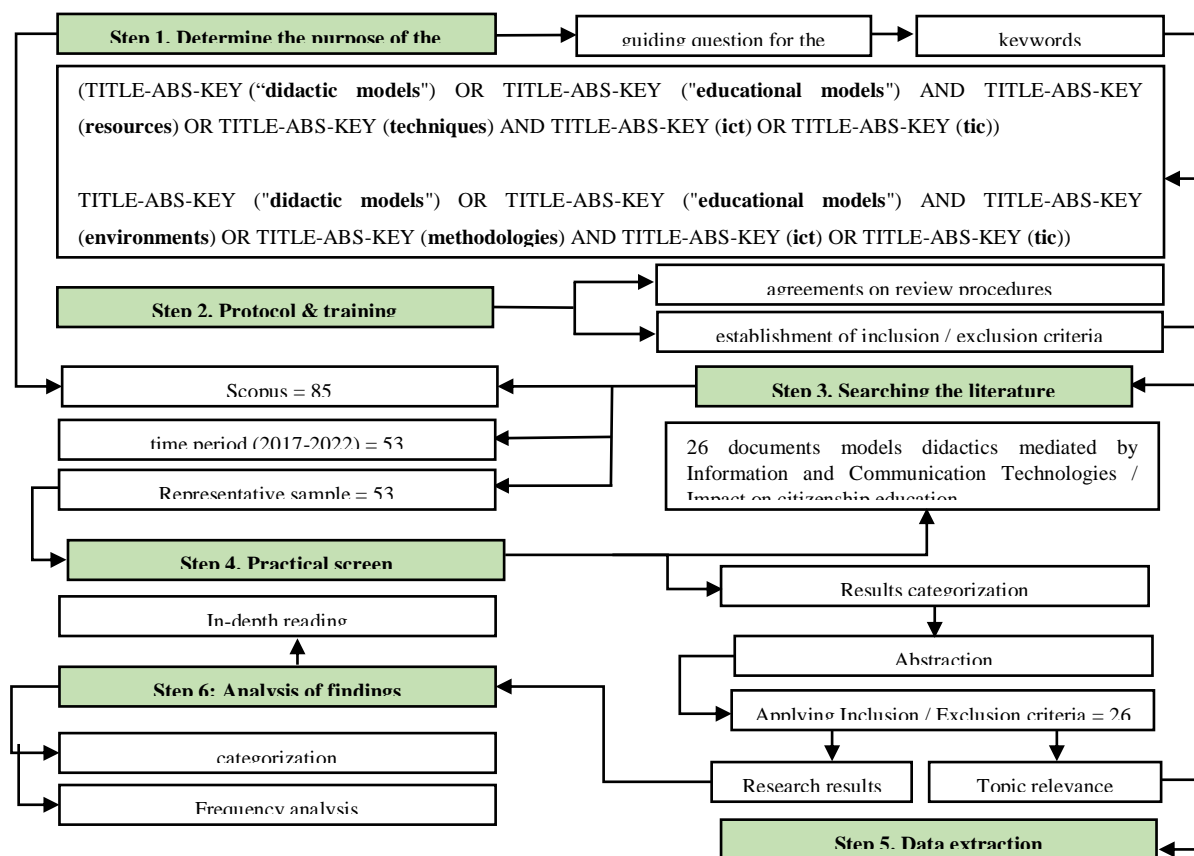 Step 1. Determine the purpose of the
guiding question for the
keywords
(TITLE-ABS-KEY (“didactic models") OR TITLE-ABS-KEY ("educational models") AND TITLE-ABS-KEY
(resources) OR TITLE-ABS-KEY (techniques) AND TITLE-ABS-KEY (ict) OR TITLE-ABS-KEY (tic))
TITLE-ABS-KEY ("didactic models") OR TITLE-ABS-KEY ("educational models") AND TITLE-ABS-KEY
(environments) OR TITLE-ABS-KEY (methodologies) AND TITLE-ABS-KEY (ict) OR TITLE-ABS-KEY (tic))
Step 2. Protocol & training
agreements on review procedures
establishment of inclusion / exclusion criteria
Scopus = 85
Step 3. Searching the literature
time period (2017-2022) = 53
Representative sample = 53
26 documents models didactics mediated by
Information and Communication Technologies /
Impact on citizenship education
Step 4. Practical screen
Results categorization
In-depth reading
Abstraction
Step 6: Analysis of findings
Applying Inclusion / Exclusion criteria = 26
categorization
Research results
Topic relevance
Frequency analysis
Step 5. Data extraction